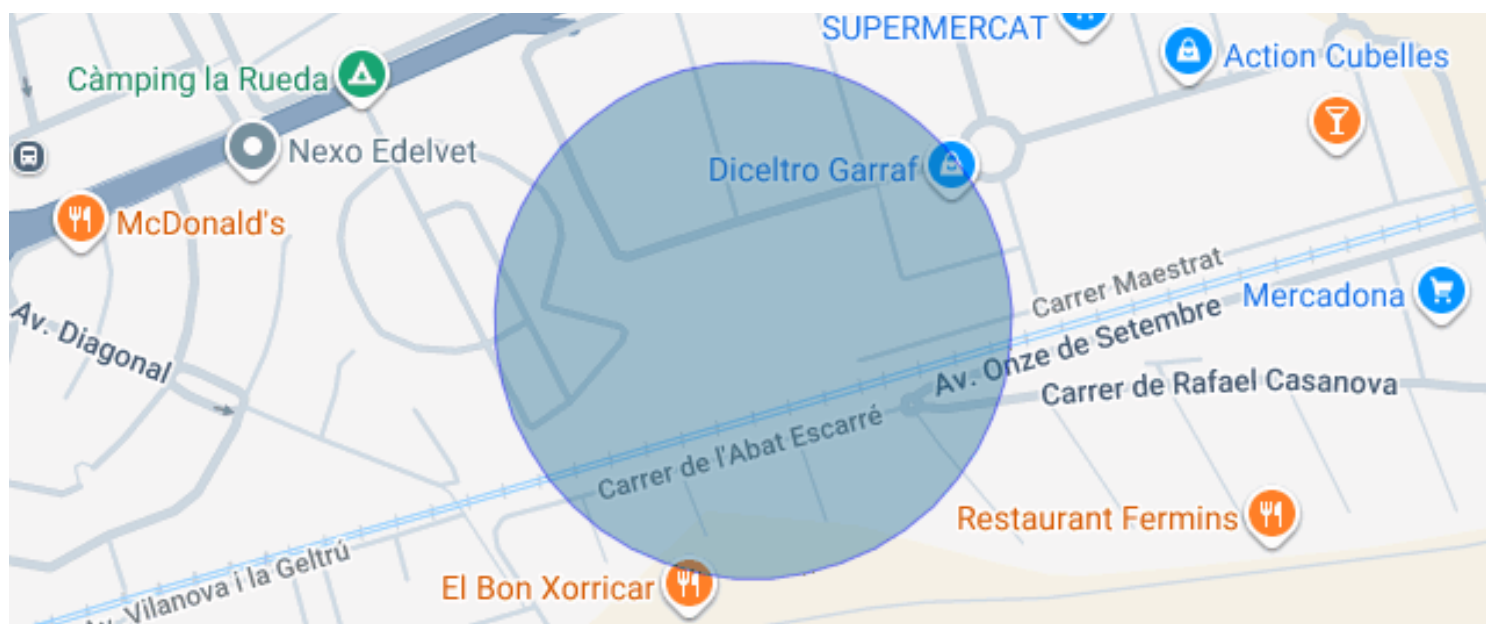 SUPERMERCAT
Action Cubelles
Càmping la Rueda
Nexo Edelvet
Diceltro Garraf
McDonald's
Carrer Maestrat
Mercadona
Av. Diagonal
Av. Onze de Setembre
Carrer de Rafael Casanova
Carrer de l'Abat Escarré
Restaurant Fermins
Av. Vilanova i la Geltrú
El Bon Xorricar